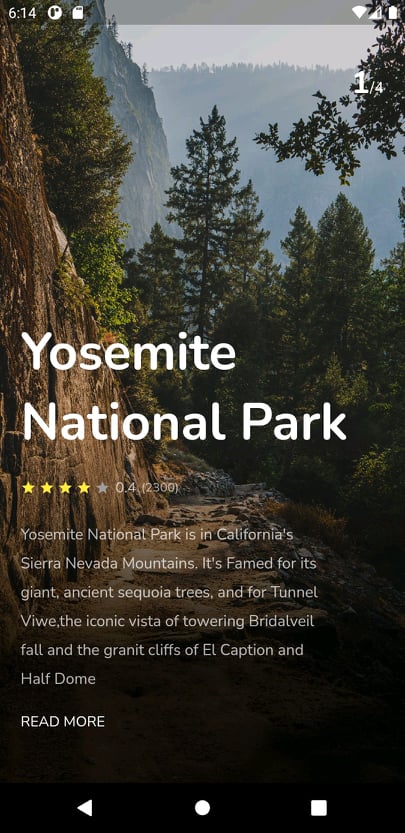 6:14
1/4
Yosemite
National Park
0.4 (2300)
Yosemite National Park is in California's
Sierra Nevada Mountains. It's Famed for its
giant, ancient sequoia trees, and for Tunnel
Viwe,the iconic vista of towering Bridalveil
fall and the granit cliffs of El Caption and
Half Dome
READ MORE